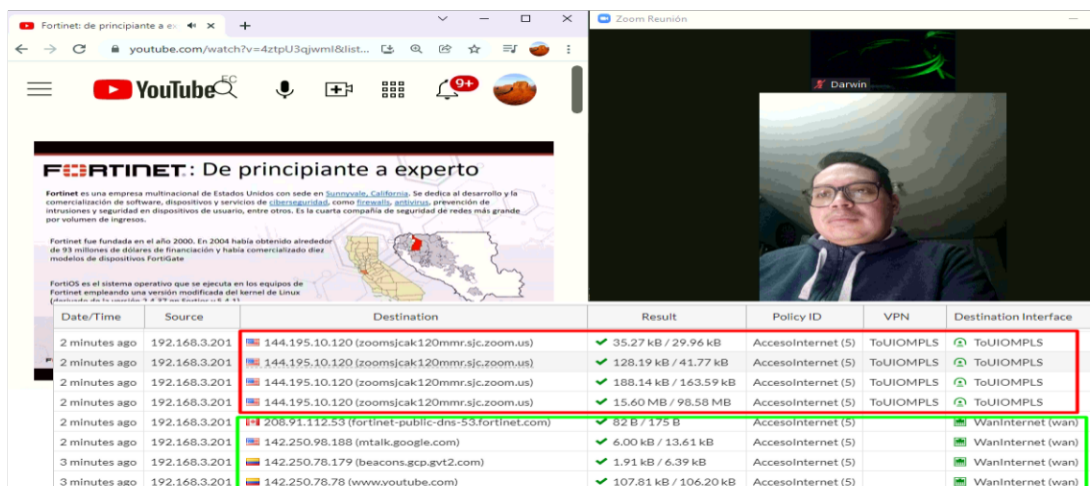 Fortinet: de principiante a ex
Zoom Reunión
youtube.com/watch?v=4ztpU3qjwmI&list...
YouTube EC
9+
Darwin
FORTINET: De principiante a experto
Fortinet es una empresa multinacional de Estados Unidos con sede en Sunnyvale, California. Se dedica al desarrollo y la
comercialización de software, dispositivos y servicios de ciberseguridad, como firewalls, antivirus, prevención de
intrusiones y seguridad en dispositivos de usuario, entre otros. Es la cuarta compañía de seguridad de redes más grande
por volumen de ingresos.
Fortinet fue fundada en el año 2000. En 2004 había obtenido alrededor
de 93 millones de dólares de financiación y había comercializado diez
modelos de dispositivos FortiGate
FortiOS es el sistema operativo que se ejecuta en los equipos de
Fortinet empleando una versión modificada del kernel de Linux
(derivado de la versión 2.4.37 en Fortios v.5.4.1)
Date/Time Source Destination Result Policy ID VPN Destination Interface
2 minutes ago 192.168.3.201 144.195.10.120 (zoomsjcak120mmr.sjc.zoom.us) 35.27 kB / 29.96 kB AccesoInternet (5) ToUIOMPLS ToUIOMPLS
2 minutes ago 192.168.3.201 144.195.10.120 (zoomsjcak120mmr.sjc.zoom.us) 128.19 kB / 41.77 kB AccesoInternet (5) ToUIOMPLS ToUIOMPLS
2 minutes ago 192.168.3.201 144.195.10.120 (zoomsjcak120mmr.sjc.zoom.us) 188.14 kB / 163.59 kB AccesoInternet (5) ToUIOMPLS ToUIOMPLS
2 minutes ago 192.168.3.201 144.195.10.120 (zoomsjcak120mmr.sjc.zoom.us) 15.60 MB / 98.58 MB AccesoInternet (5) ToUIOMPLS ToUIOMPLS
2 minutes ago 192.168.3.201 208.91.112.53 (fortinet-public-dns-53.fortinet.com) 82 B / 175 B AccesoInternet (5) WanInternet (wan)
2 minutes ago 192.168.3.201 142.250.98.188 (mtalk.google.com) 6.00 kB / 13.61 kB AccesoInternet (5) WanInternet (wan)
3 minutes ago 192.168.3.201 142.250.78.179 (beacons.gcp.gvt2.com) 1.91 kB / 6.39 kB AccesoInternet (5) WanInternet (wan)
3 minutes ago 192.168.3.201 142.250.78.78 (www.youtube.com) 107.81 kB / 106.20 kB AccesoInternet (5) WanInternet (wan)